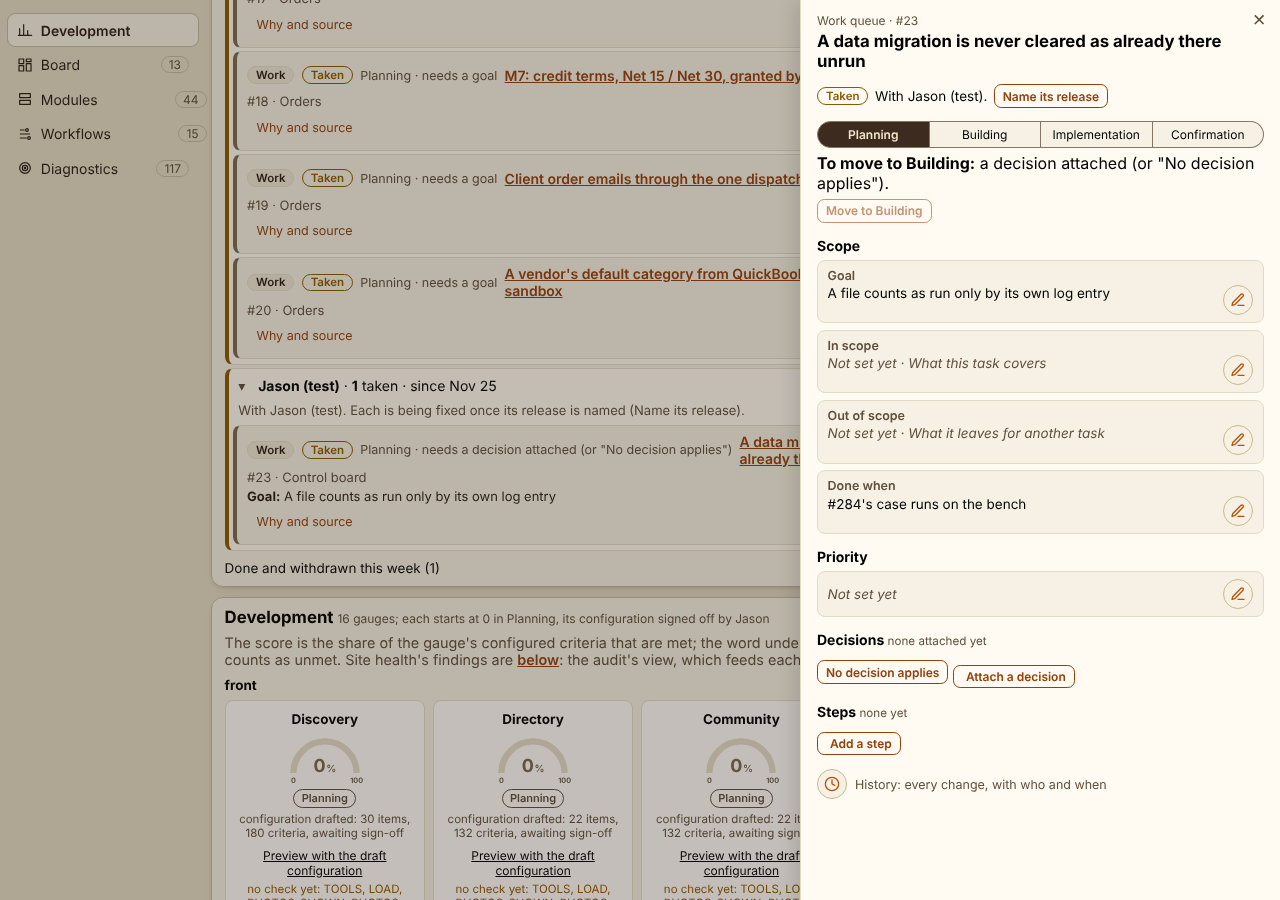 Development
Board 13
Modules 44
Workflows 15
Diagnostics 117
#17 · Orders
Why and source
Work Taken Planning · needs a goal M7: credit terms, Net 15 / Net 30, granted by
#18 · Orders
Why and source
Work Taken Planning · needs a goal Client order emails through the one dispatch
#19 · Orders
Why and source
Work Taken Planning · needs a goal A vendor's default category from QuickBoo
sandbox
#20 · Orders
Why and source
▼ Jason (test) · 1 taken · since Nov 25
With Jason (test). Each is being fixed once its release is named (Name its release).
Work Taken Planning · needs a decision attached (or "No decision applies") A data m
already t
#23 · Control board
Goal: A file counts as run only by its own log entry
Why and source
Done and withdrawn this week (1)
Development 16 gauges; each starts at 0 in Planning, its configuration signed off by Jason
The score is the share of the gauge's configured criteria that are met; the word unde
counts as unmet. Site health's findings are below: the audit's view, which feeds each
front
Discovery Directory Community
0% 0% 0%
0 100 0 100 0 100
Planning Planning Planning
configuration drafted: 30 items, configuration drafted: 22 items, configuration drafted: 22 it
180 criteria, awaiting sign-off 132 criteria, awaiting sign-off 132 criteria, awaiting sign
Preview with the draft Preview with the draft Preview with the draft
configuration configuration configuration
no check yet: TOOLS, LOAD, no check yet: TOOLS, LOAD, no check yet: TOOLS, LO
Work queue · #23
A data migration is never cleared as already there
unrun
Taken With Jason (test). Name its release
Planning Building Implementation Confirmation
To move to Building: a decision attached (or "No decision
applies").
Move to Building
Scope
Goal
A file counts as run only by its own log entry
In scope
Not set yet · What this task covers
Out of scope
Not set yet · What it leaves for another task
Done when
#284's case runs on the bench
Priority
Not set yet
Decisions none attached yet
No decision applies Attach a decision
Steps none yet
Add a step
History: every change, with who and when